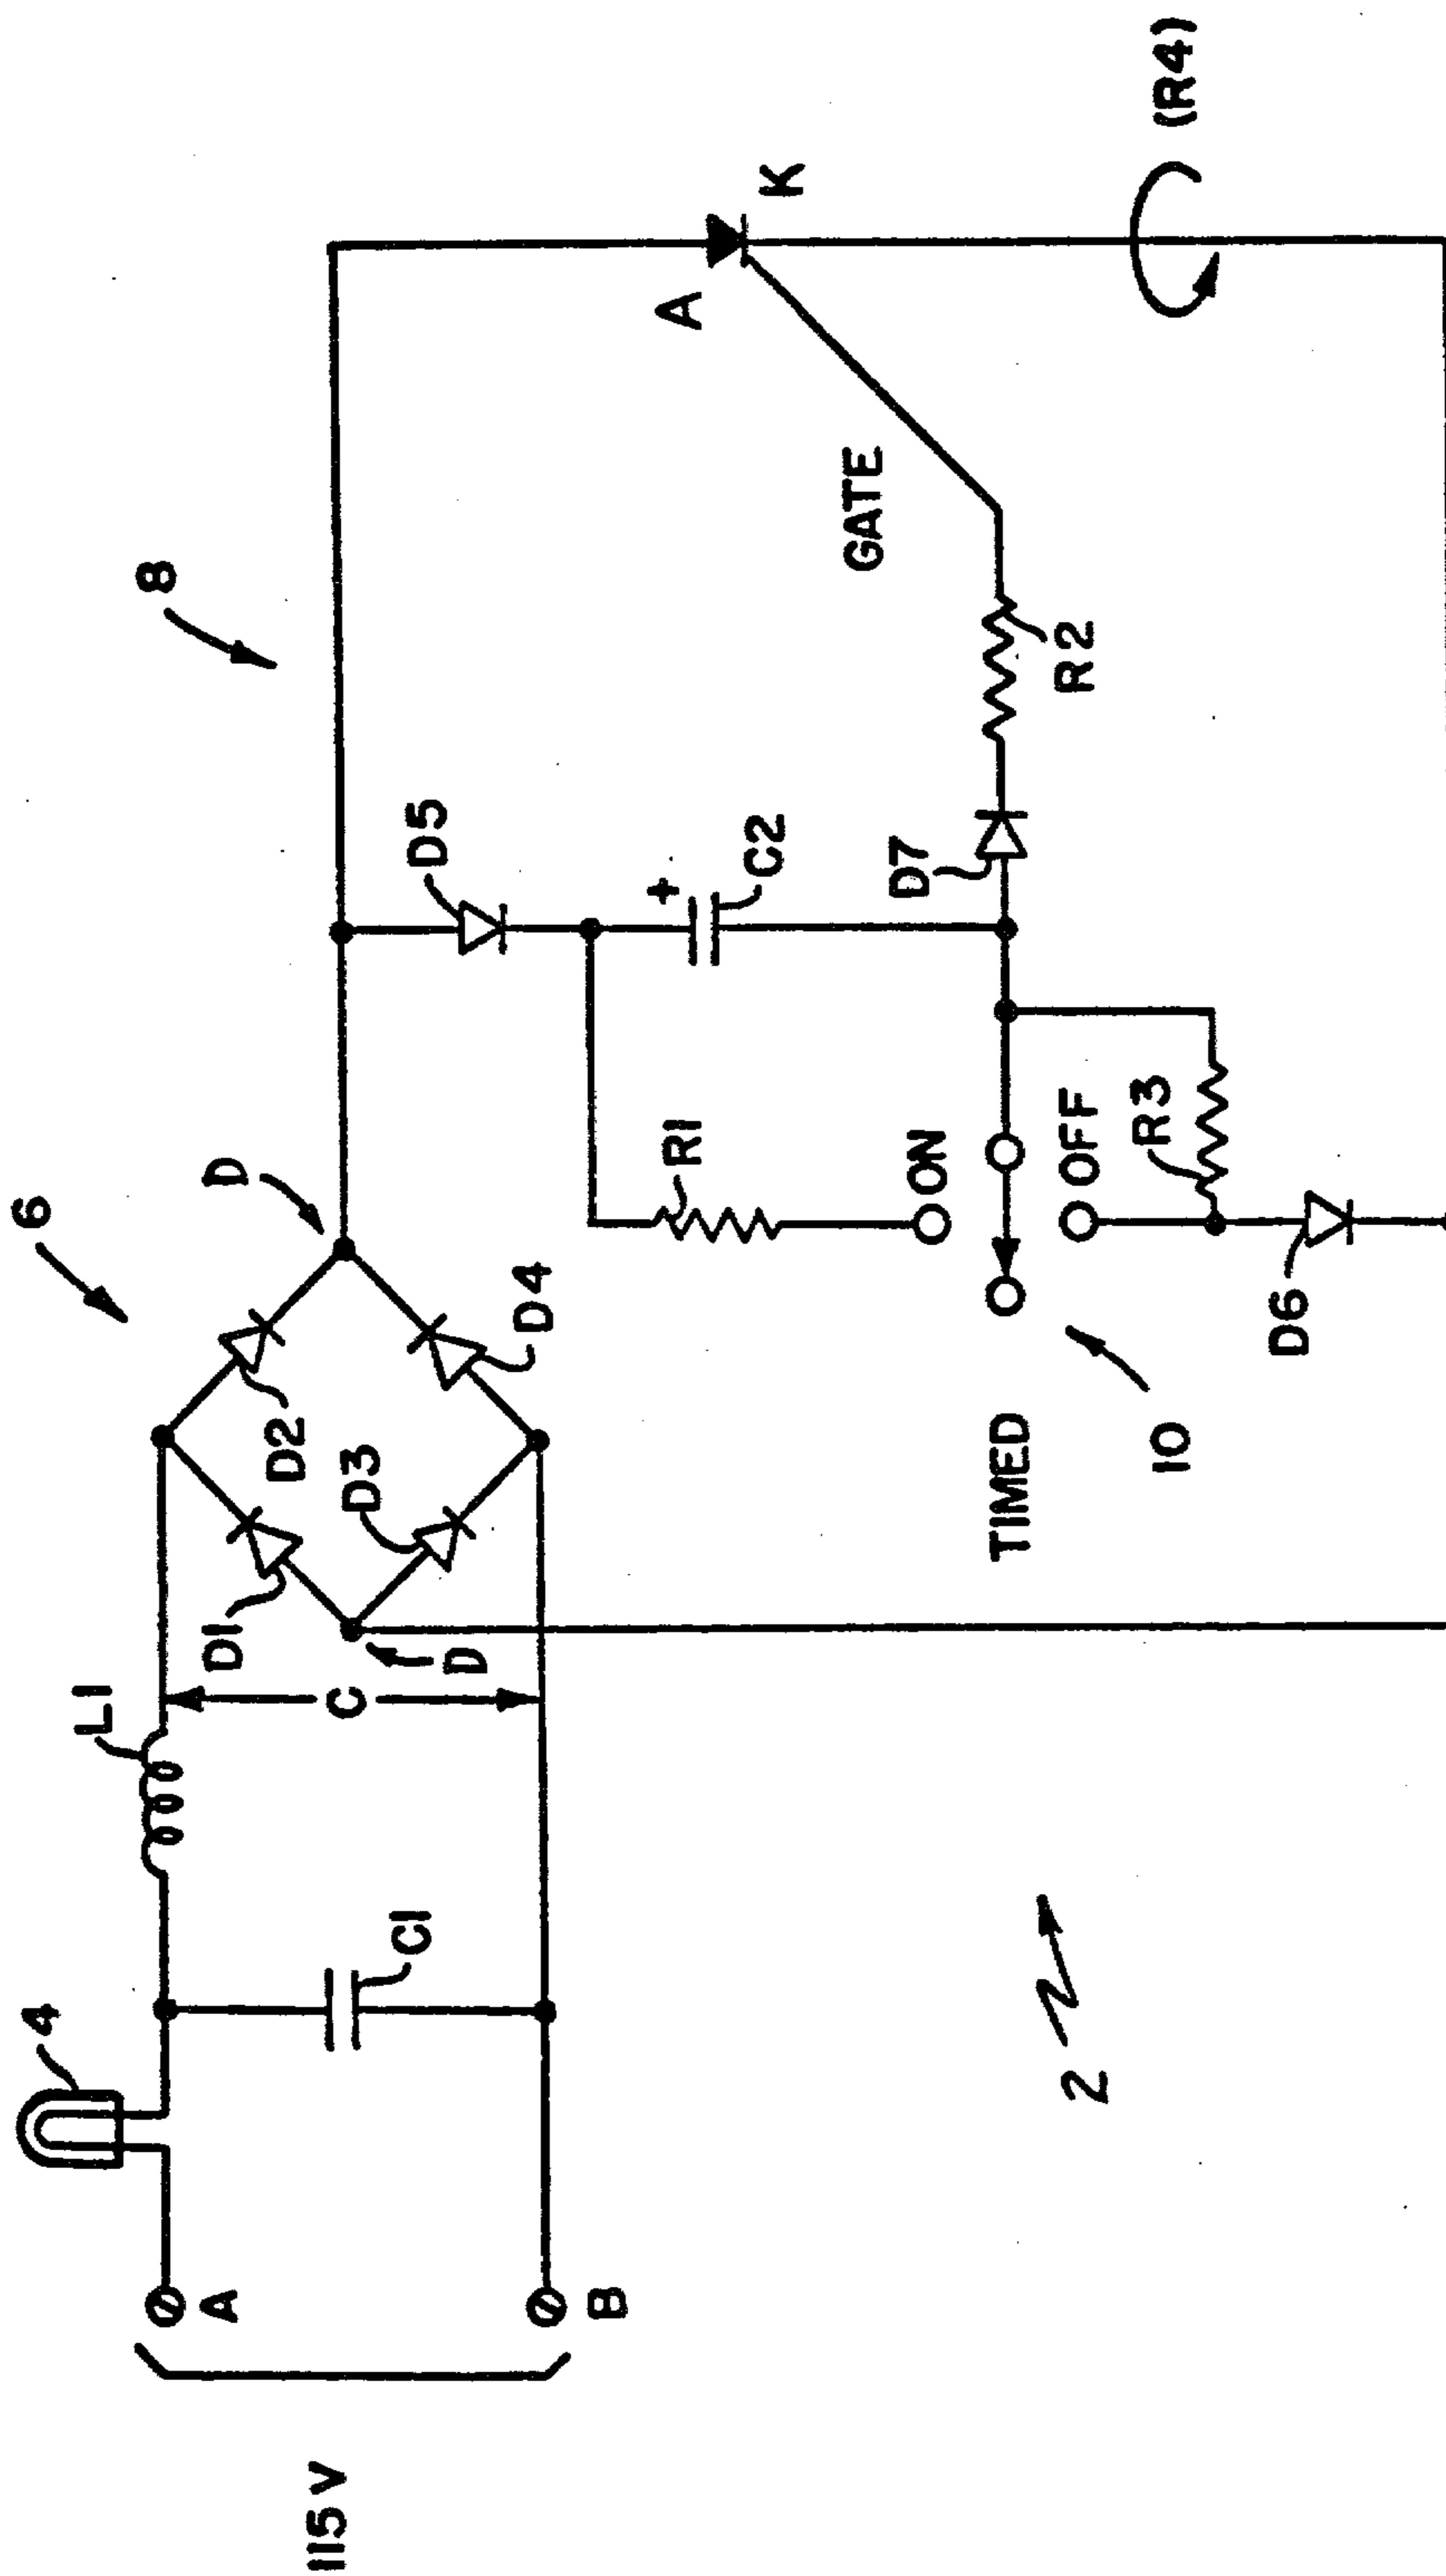 115 V
A
B
4
C1
L1
C
D
D1
D2
D3
D4
6
D
8
D5
+
C2
R1
ON
TIMED
10
OFF
R3
D6
D7
R2
GATE
A
K
(R4)
2